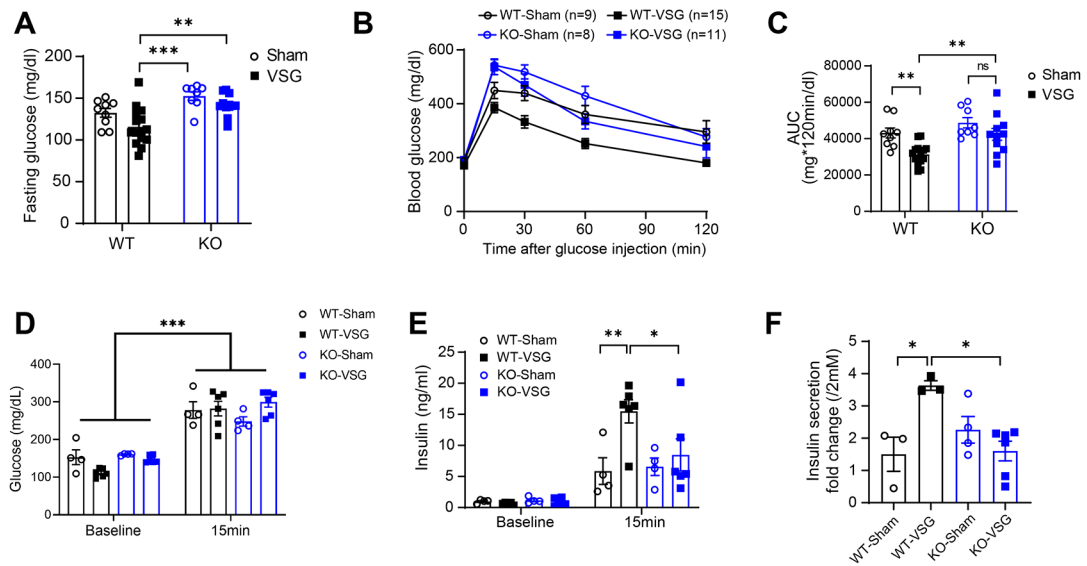 A
Fasting glucose (mg/dl)
200
150
100
50
0
**
***
Sham
VSG
WT
KO
B
WT-Sham (n=9)
WT-VSG (n=15)
KO-Sham (n=8)
KO-VSG (n=11)
Blood glucose (mg/dl)
600
400
200
0
0
30
60
90
120
Time after glucose injection (min)
C
AUC
(mg*120min/dl)
80000
60000
40000
20000
0
**
**
ns
Sham
VSG
WT
KO
D
WT-Sham
WT-VSG
KO-Sham
KO-VSG
***
Glucose (mg/dL)
400
300
200
100
0
Baseline
15min
E
WT-Sham
WT-VSG
KO-Sham
KO-VSG
**
*
Insulin (ng/ml)
25
20
15
10
5
0
Baseline
15min
F
Insulin secretion
fold change (/2mM)
5
4
3
2
1
0
*
*
WT-Sham
WT-VSG
KO-Sham
KO-VSG